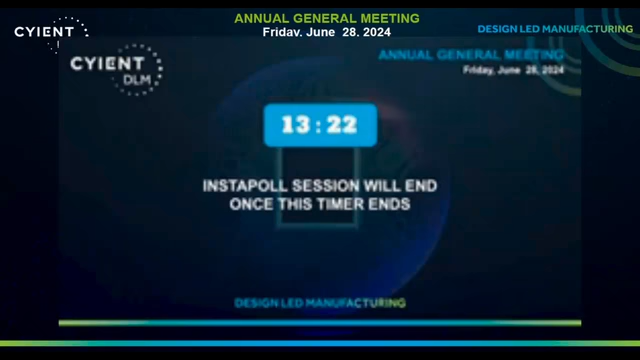 ANNUAL GENERAL MEETING
CYIENT
Friday, June 28, 2024
DESIGN LED MANUFACTURING
CYIENT
DLM
ANNUAL GENERAL MEETING
Friday, June 28, 2024
13 : 22
INSTAPOLL SESSION WILL END
ONCE THIS TIMER ENDS
DESIGN LED MANUFACTURING